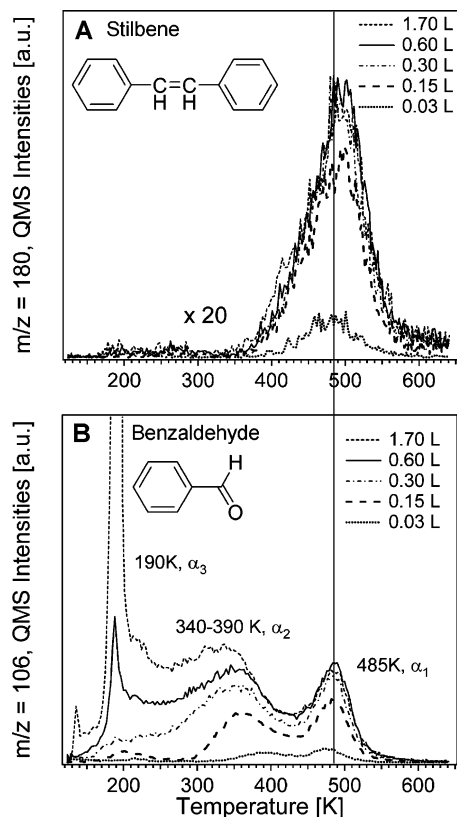 A Stilbene
1.70 L
0.60 L
0.30 L
0.15 L
0.03 L
H H
x 20
m/z = 180, QMS Intensities [a.u.]
200 300 400 500 600
B Benzaldehyde
1.70 L
0.60 L
0.30 L
0.15 L
0.03 L
H
O
190K, α₃
340-390 K, α₂
485K, α₁
m/z = 106, QMS Intensities [a.u.]
200 300 400 500 600
Temperature [K]